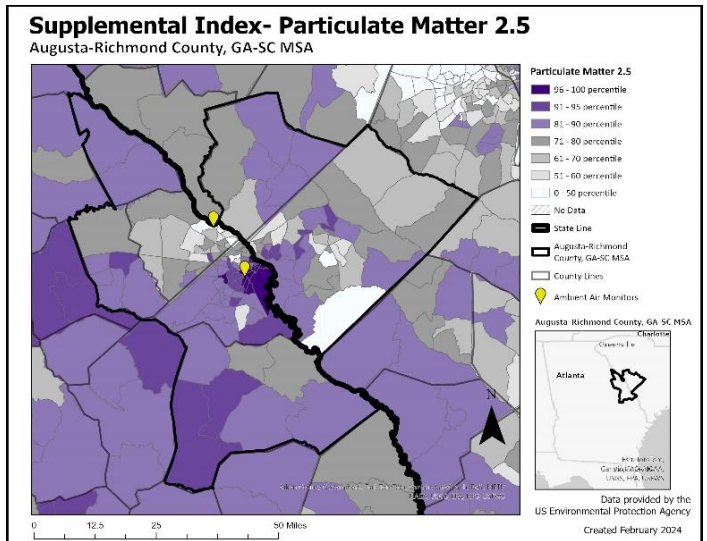 Supplemental Index- Particulate Matter 2.5
Augusta-Richmond County, GA-SC MSA
Particulate Matter 2.5
96 - 100 percentile
91 - 95 percentile
81 - 90 percentile
71 - 80 percentile
61 - 70 percentile
51 - 60 percentile
0 - 50 percentile
No Data
State Line
Augusta-Richmond
County, GA-SC MSA
County Lines
Ambient Air Monitors
Augusta-Richmond County, GA-SC MSA
Charlotte
Greenville
Atlanta
USGS, EPA, USFWS
N
0 12.5 25 50 Miles
Data provided by the
US Environmental Protection Agency
Created February 2024